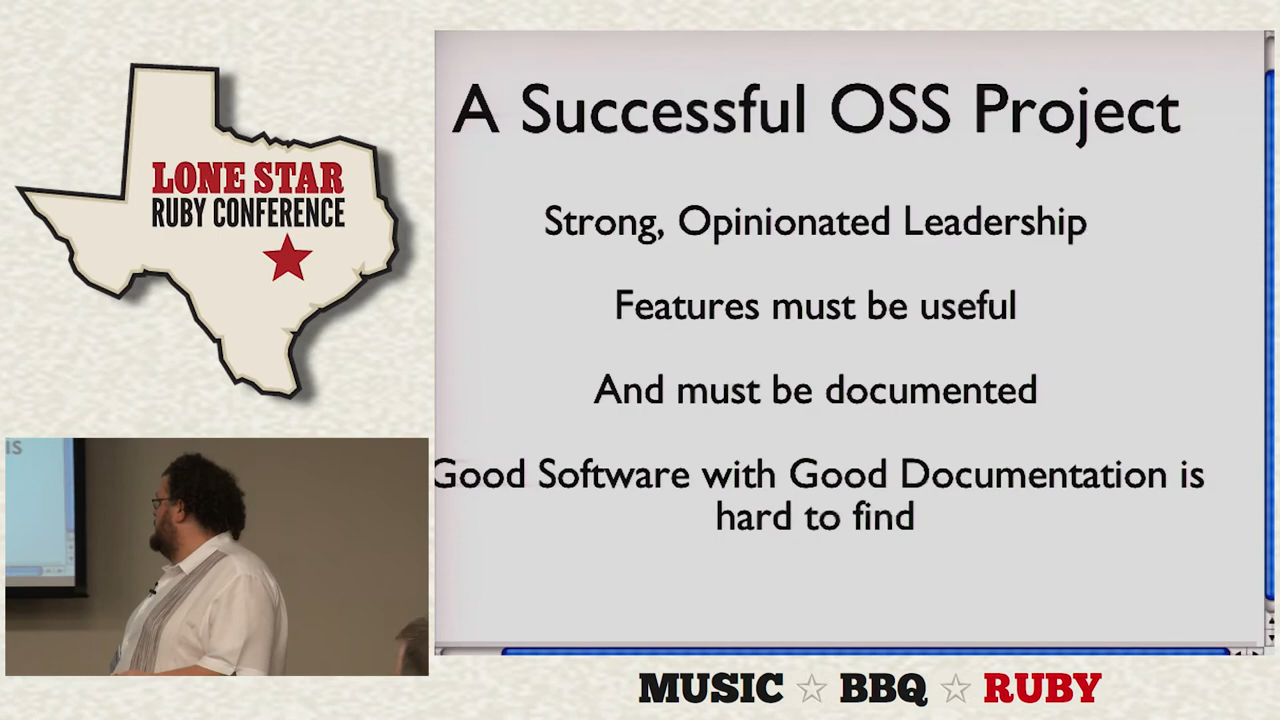 LONE STAR
RUBY CONFERENCE
A Successful OSS Project
Strong, Opinionated Leadership
Features must be useful
And must be documented
Good Software with Good Documentation is
hard to find
is
MUSIC ☆ BBQ ☆ RUBY